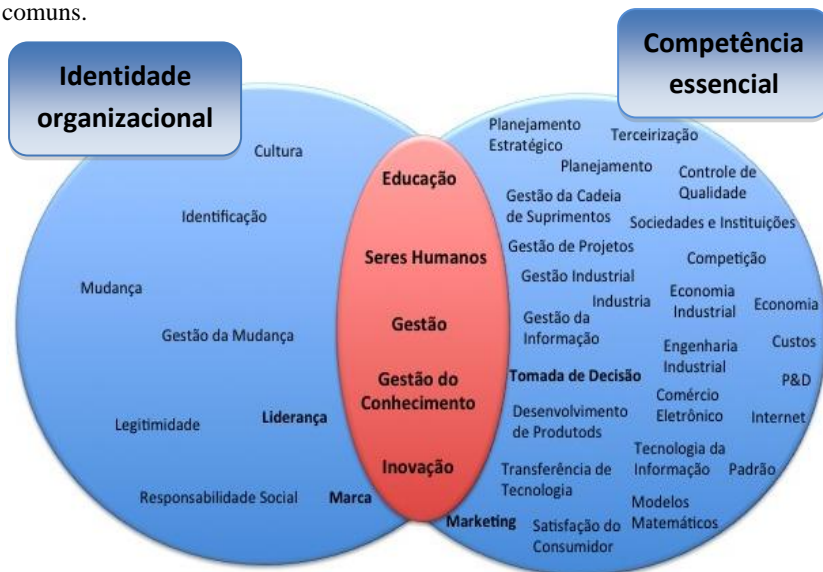 comuns.
Identidade
organizacional
Competência
essencial
Cultura
Identificação
Mudança
Gestão da Mudança
Legitimidade
Liderança
Responsabilidade Social
Marca
Educação
Seres Humanos
Gestão
Gestão do
Conhecimento
Inovação
Planejamento
Estratégico
Terceirização
Planejamento
Controle de
Qualidade
Gestão da Cadeia
de Suprimentos
Sociedades e Instituições
Gestão de Projetos
Competição
Gestão Industrial
Industria
Economia
Industrial
Economia
Gestão da
Informação
Engenharia
Industrial
Custos
Tomada de Decisão
P&D
Comércio
Eletrônico
Internet
Desenvolvimento
de Produtods
Tecnologia da
Informação
Padrão
Transferência de
Tecnologia
Modelos
Matemáticos
Marketing
Satisfação do
Consumidor